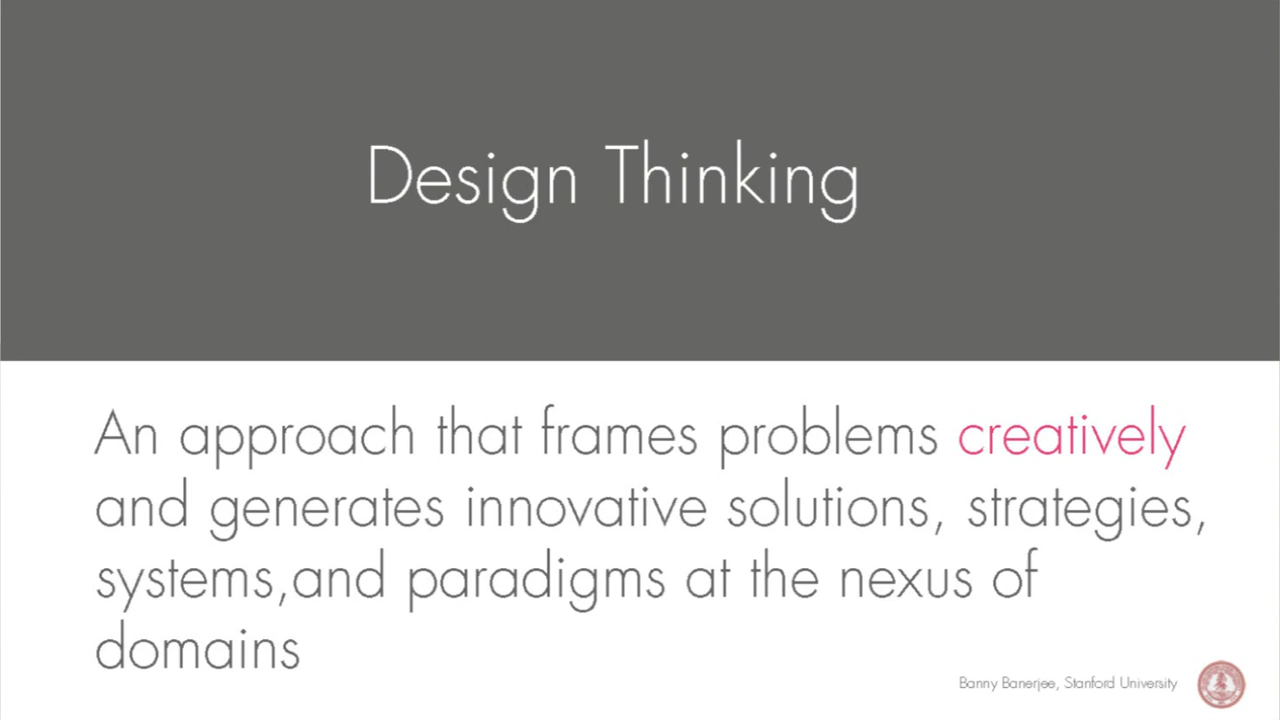 Design Thinking
An approach that frames problems creatively
and generates innovative solutions, strategies,
systems,and paradigms at the nexus of
domains
Banny Banerjee, Stanford University